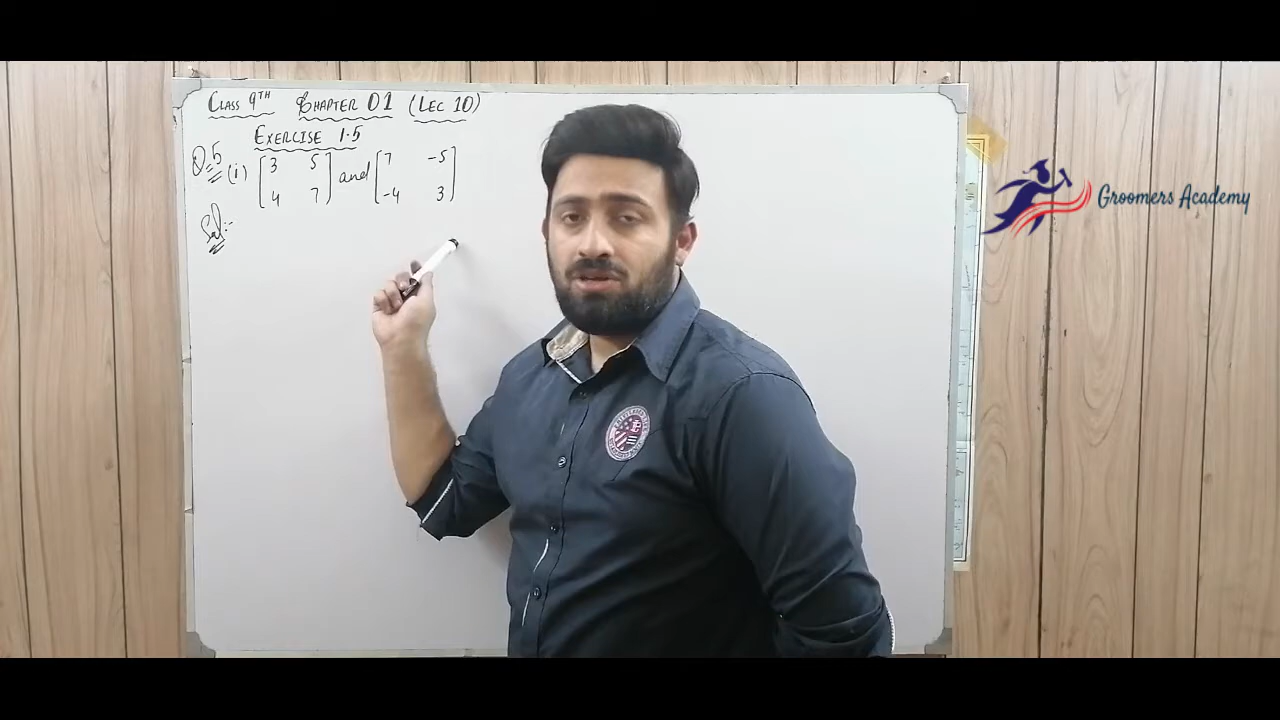 CLASS 9TH CHAPTER 01 (LEC 10)
EXERCISE 1.5
Q.5 (i) [3 5] and [7 -5]
[4 7] [-4 3]
Sol:-
Groomers Academy